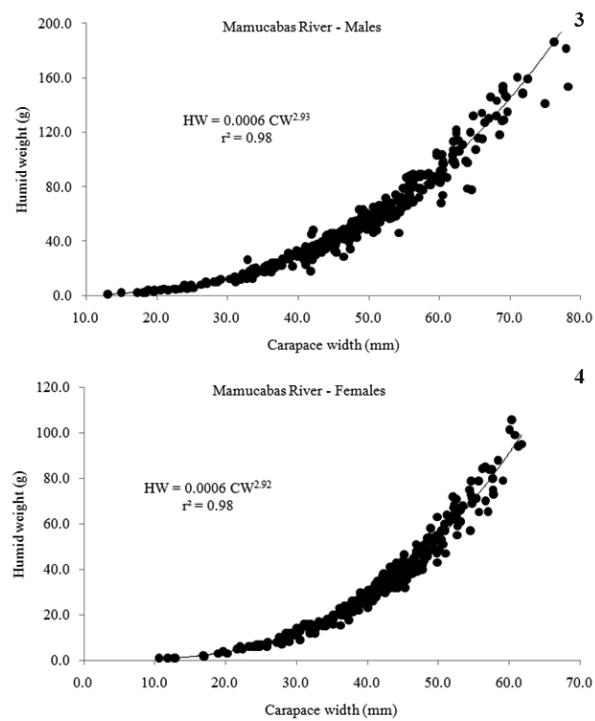 3
Mamucabas River - Males
HW = 0.0006 CW^2.93
r² = 0.98
Humid weight (g)
200.0
160.0
120.0
80.0
40.0
0.0
10.0 20.0 30.0 40.0 50.0 60.0 70.0 80.0
Carapace width (mm)
4
Mamucabas River - Females
HW = 0.0006 CW^2.92
r² = 0.98
Humid weight (g)
120.0
100.0
80.0
60.0
40.0
20.0
0.0
0.0 10.0 20.0 30.0 40.0 50.0 60.0 70.0
Carapace width (mm)